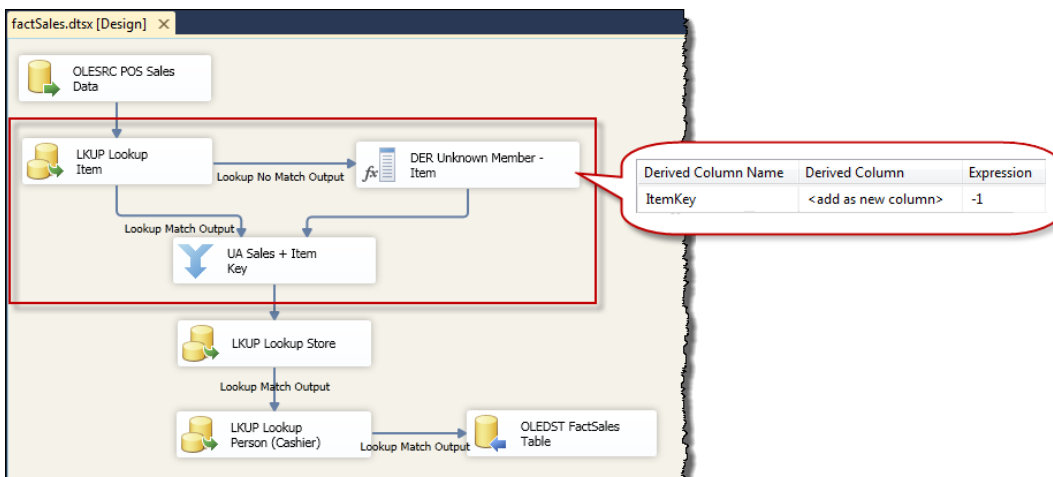 factSales.dtsx [Design]
OLESRC POS Sales
Data
LKUP Lookup
Item
Lookup No Match Output
fx
DER Unknown Member -
Item
Derived Column Name Derived Column Expression
ItemKey <add as new column> -1
Lookup Match Output
UA Sales + Item
Key
LKUP Lookup Store
Lookup Match Output
LKUP Lookup
Person (Cashier)
Lookup Match Output
OLEDST FactSales
Table